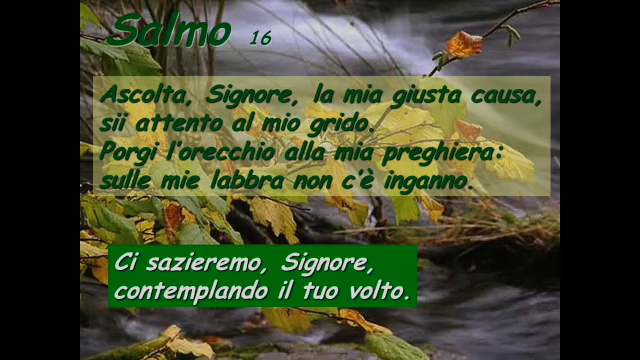 Salmo 16
Ascolta, Signore, la mia giusta causa,
sii attento al mio grido.
Porgi l'orecchio alla mia preghiera:
sulle mie labbra non c'è inganno.
Ci sazieremo, Signore,
contemplando il tuo volto.